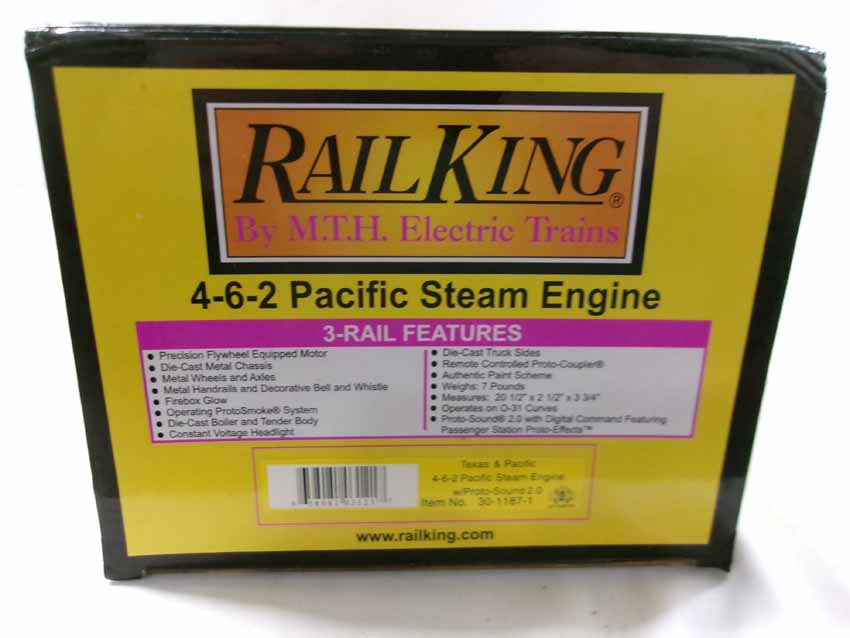 RAILKING®
By M.T.H. Electric Trains
4-6-2 Pacific Steam Engine
3-RAIL FEATURES
• Precision Flywheel Equipped Motor
• Die-Cast Metal Chassis
• Metal Wheels and Axles
• Metal Handrails and Decorative Bell and Whistle
• Firebox Glow
• Operating ProtoSmoke® System
• Die-Cast Boiler and Tender Body
• Constant Voltage Headlight
• Die-Cast Truck Sides
• Remote Controlled Proto-Coupler®
• Authentic Paint Scheme
• Weighs: 7 Pounds
• Measures: 20 1/2" x 2 1/2" x 3 3/4"
• Operates on O-31 Curves
• Proto-Sound® 2.0 with Digital Command Featuring
Passenger Station Proto-Effects™
Texas & Pacific
4-6-2 Pacific Steam Engine
w/Proto-Sound 2.0
Item No. 30-1187-1
www.railking.com